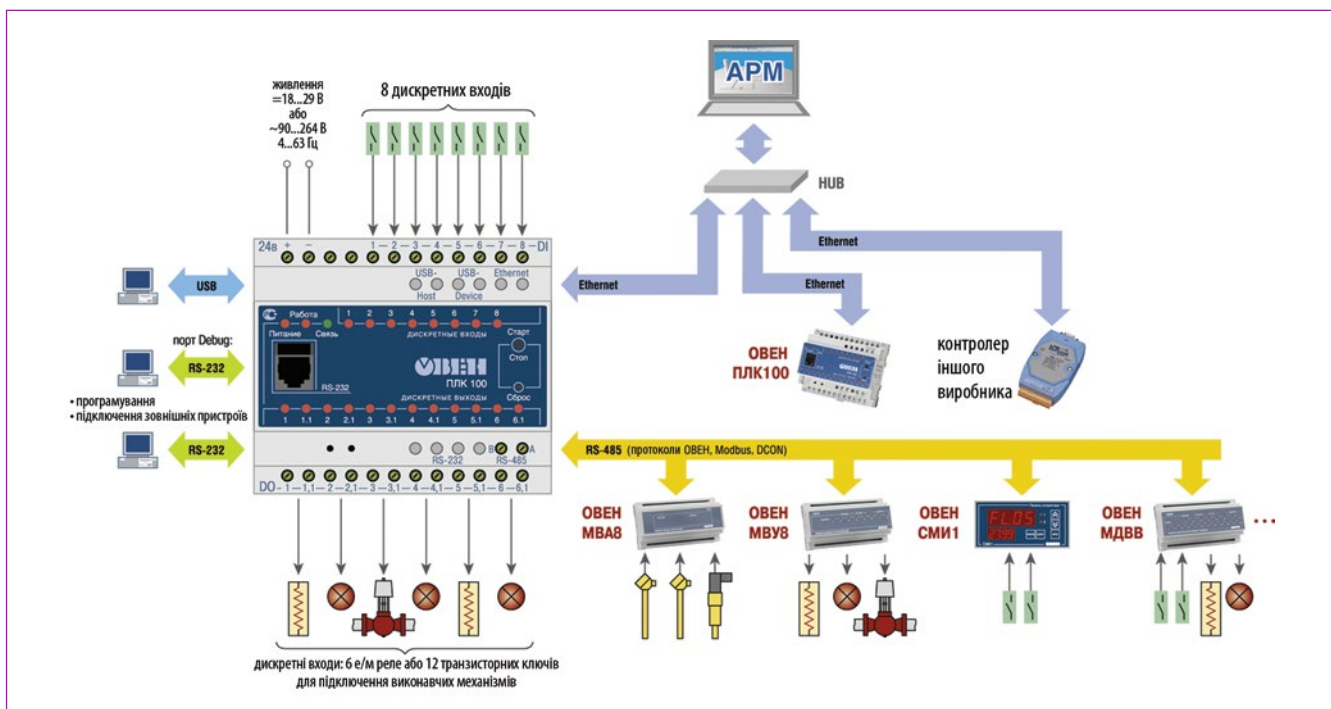 живлення
=18...29 В
або
~90...264 В
4...63 Гц
8 дискретних входів
АРМ
HUB
Ethernet
Ethernet
Ethernet
24в + − 1 − 2 − 3 − 4 − 5 − 6 − 7 − 8 −DI
USB- USB- Ethernet
Host Device
USB
Работа 1 2 3 4 5 6 7 8
Питание Связь ДИСКРЕТНЫЕ ВХОДЫ Старт
Стоп
порт Debug:
RS-232
RS-232
ОВЕН
ПЛК 100
ДИСКРЕТНЫЕ ВЫХОДЫ Сброс
1 1.1 2 2.1 3 3.1 4 4.1 5 5.1 6 6.1
• програмування
• підключення зовнішніх пристроїв
RS-232
B A
RS-232 RS-485
DO - 1 − 1,1 − 2 − 2,1 − 3 − 3,1 − 4 − 4,1 − 5 − 5,1 − 6 − 6,1
ОВЕН
ПЛК100
контролер
іншого
виробника
RS-485 (протоколи ОВЕН, Modbus, DCON)
ОВЕН
МВА8
ОВЕН
МВУ8
ОВЕН
СМИ1
ОВЕН
МДВВ
...
дискретні входи: 6 е/м реле або 12 транзисторних ключів
для підключення виконавчих механізмів